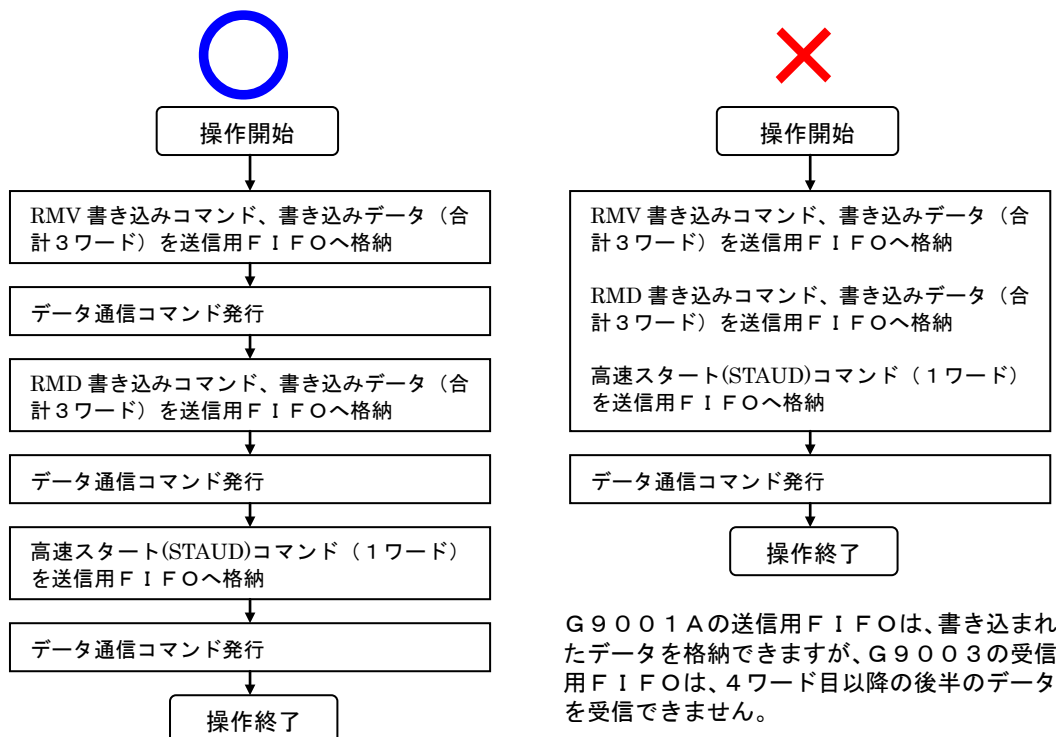 操作開始
RMV 書き込みコマンド、書き込みデータ（合
計３ワード）を送信用ＦＩＦＯへ格納
データ通信コマンド発行
RMD 書き込みコマンド、書き込みデータ（合
計３ワード）を送信用ＦＩＦＯへ格納
データ通信コマンド発行
高速スタート(STAUD)コマンド（１ワード）
を送信用ＦＩＦＯへ格納
データ通信コマンド発行
操作終了
操作開始
RMV 書き込みコマンド、書き込みデータ（合
計３ワード）を送信用ＦＩＦＯへ格納
RMD 書き込みコマンド、書き込みデータ（合
計３ワード）を送信用ＦＩＦＯへ格納
高速スタート(STAUD)コマンド（１ワード）
を送信用ＦＩＦＯへ格納
データ通信コマンド発行
操作終了
Ｇ９００１Ａの送信用ＦＩＦＯは、書き込まれ
たデータを格納できますが、Ｇ９００３の受信
用ＦＩＦＯは、４ワード目以降の後半のデータ
を受信できません。